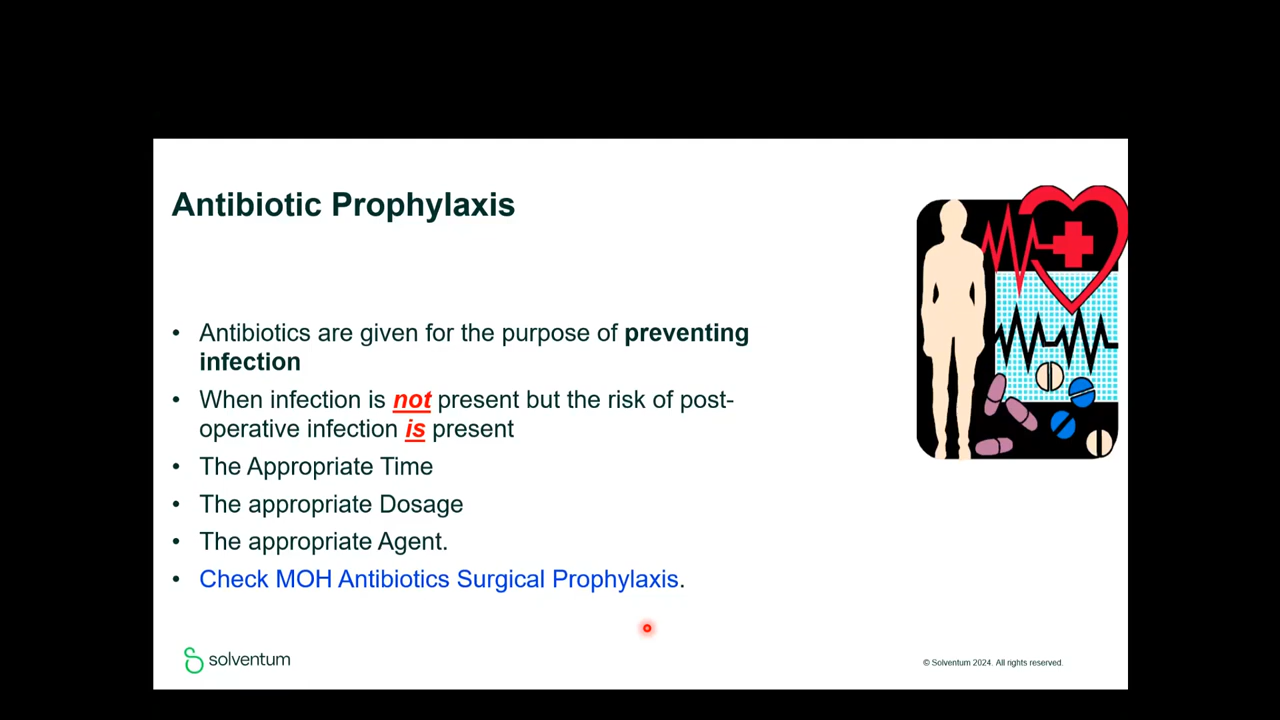 Antibiotic Prophylaxis
• Antibiotics are given for the purpose of preventing
infection
• When infection is not present but the risk of post-
operative infection is present
• The Appropriate Time
• The appropriate Dosage
• The appropriate Agent.
• Check MOH Antibiotics Surgical Prophylaxis.
solventum
© Solventum 2024. All rights reserved.